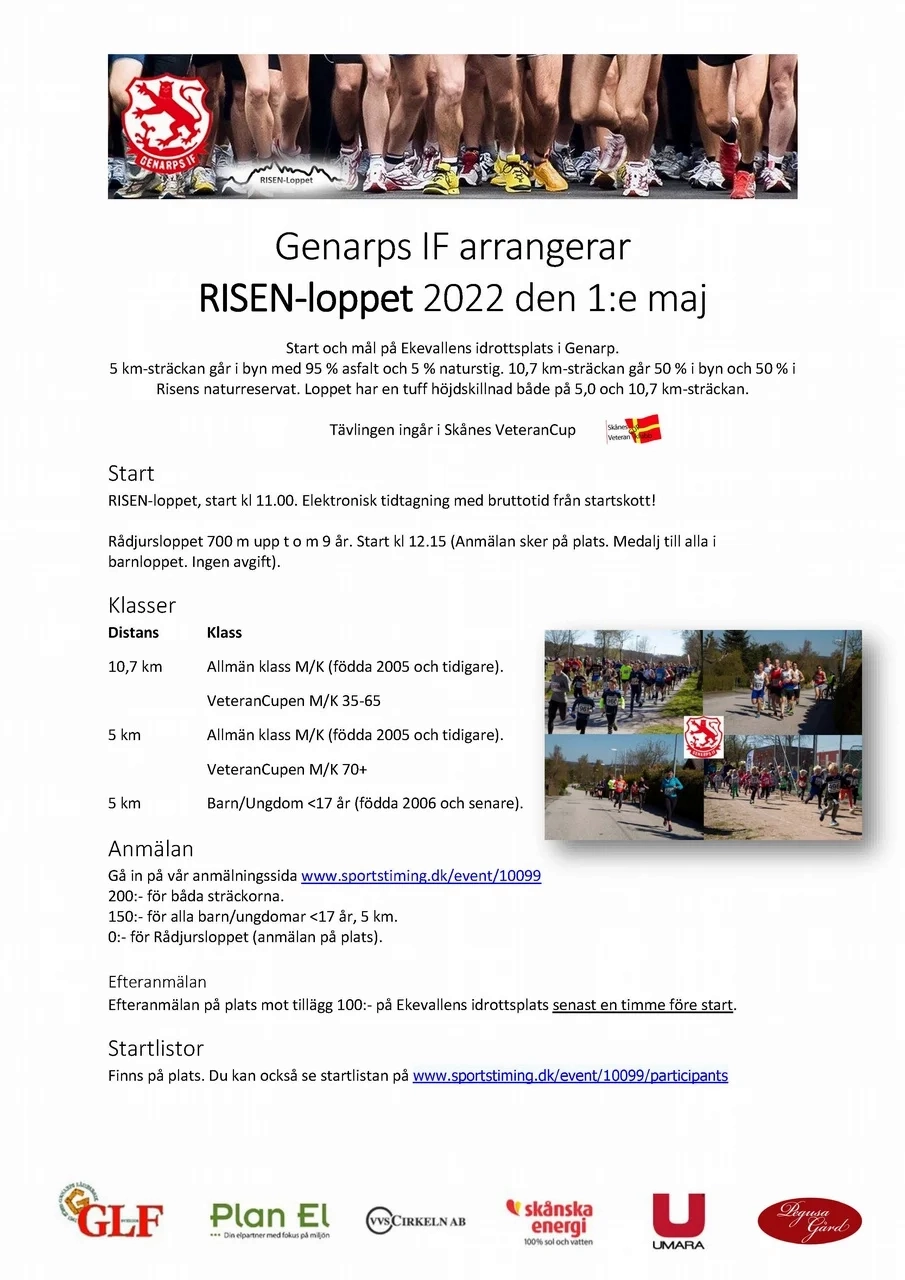 GENARPS IF
RISEN-Loppet
Genarps IF arrangerar
RISEN-loppet 2022 den 1:e maj
Start och mål på Ekevallens idrottsplats i Genarp.
5 km-sträckan går i byn med 95 % asfalt och 5 % naturstig. 10,7 km-sträckan går 50 % i byn och 50 % i
Risens naturreservat. Loppet har en tuff höjdskillnad både på 5,0 och 10,7 km-sträckan.
Tävlingen ingår i Skånes VeteranCup
Skånes
Veteran
Start
RISEN-loppet, start kl 11.00. Elektronisk tidtagning med bruttotid från startskott!
Rådjursloppet 700 m upp t o m 9 år. Start kl 12.15 (Anmälan sker på plats. Medalj till alla i
barnloppet. Ingen avgift).
Klasser
Distans Klass
10,7 km Allmän klass M/K (födda 2005 och tidigare).
VeteranCupen M/K 35-65
5 km Allmän klass M/K (födda 2005 och tidigare).
VeteranCupen M/K 70+
5 km Barn/Ungdom <17 år (födda 2006 och senare).
GENARPS IF
Anmälan
Gå in på vår anmälningssida www.sportstiming.dk/event/10099
200:- för båda sträckorna.
150:- för alla barn/ungdomar <17 år, 5 km.
0:- för Rådjursloppet (anmälan på plats).
Efteranmälan
Efteranmälan på plats mot tillägg 100:- på Ekevallens idrottsplats senast en timme före start.
Startlistor
Finns på plats. Du kan också se startlistan på www.sportstiming.dk/event/10099/participants
GLF
Plan El
Din elpartner med fokus på miljön
VVSCIRKELN AB
skånska
energi
100% sol och vatten
UMARA
Pegusa
Gård